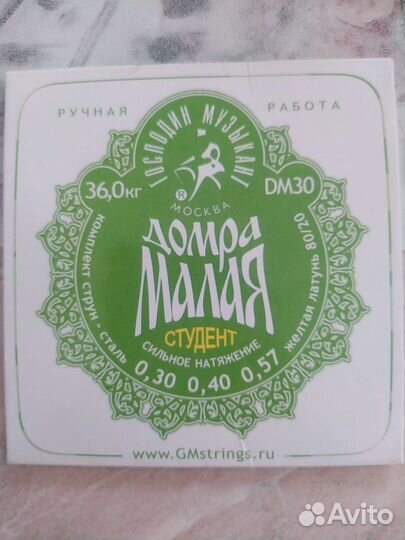 РУЧНАЯ РАБОТА
ГОСПОДИН МУЗЫКАНТ
36,0кг DM30
®
МОСКВА
ДОМРА
МАЛАЯ
СТУДЕНТ
СИЛЬНОЕ НАТЯЖЕНИЕ
комплект струн - сталь 0,30 0,40 0,57 желтая латунь 80/20
www.GMstrings.ru
Avito